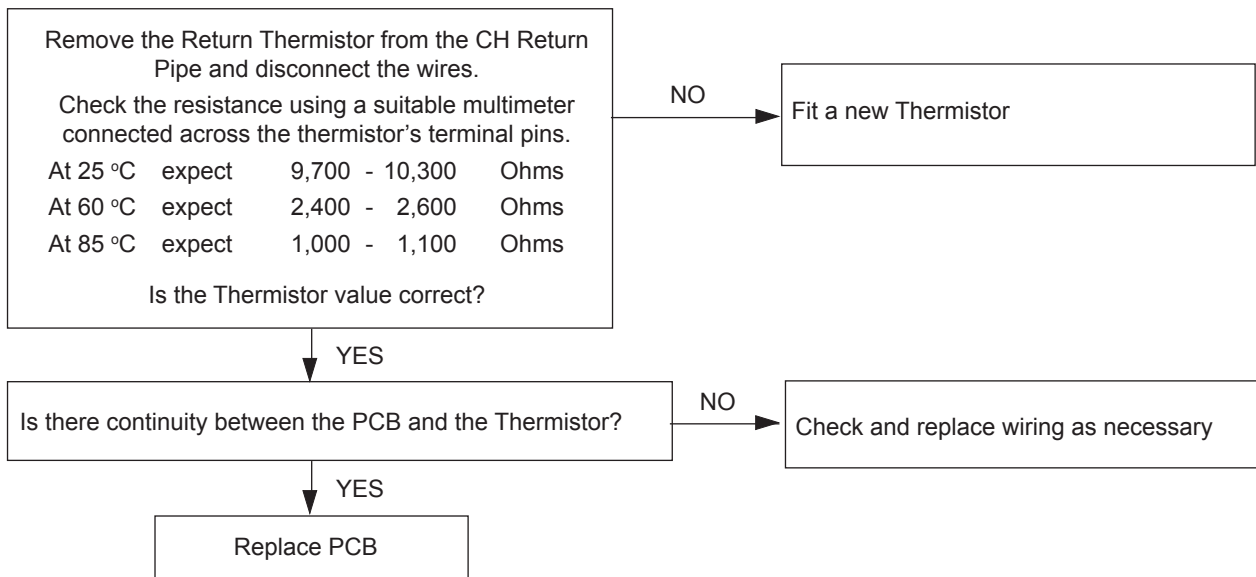 Remove the Return Thermistor from the CH Return
Pipe and disconnect the wires.
Check the resistance using a suitable multimeter
connected across the thermistor’s terminal pins.
At 25 ºC expect 9,700 - 10,300 Ohms
At 60 ºC expect 2,400 - 2,600 Ohms
At 85 ºC expect 1,000 - 1,100 Ohms
Is the Thermistor value correct?
NO
Fit a new Thermistor
YES
Is there continuity between the PCB and the Thermistor?
NO
Check and replace wiring as necessary
YES
Replace PCB